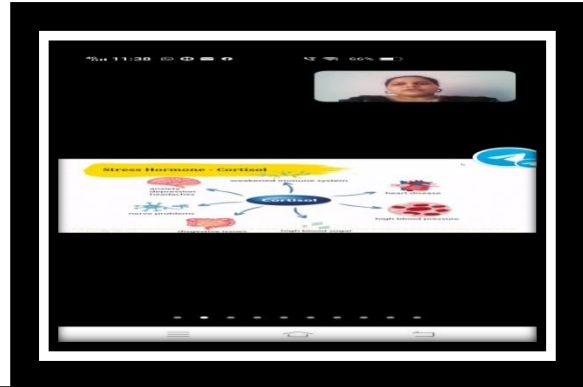 11:38
66%
Stress Hormone - Cortisol
weakened immune system
anxiety
depression
headaches
heart disease
Cortisol
nerve problems
high blood pressure
digestive issues
high blood sugar